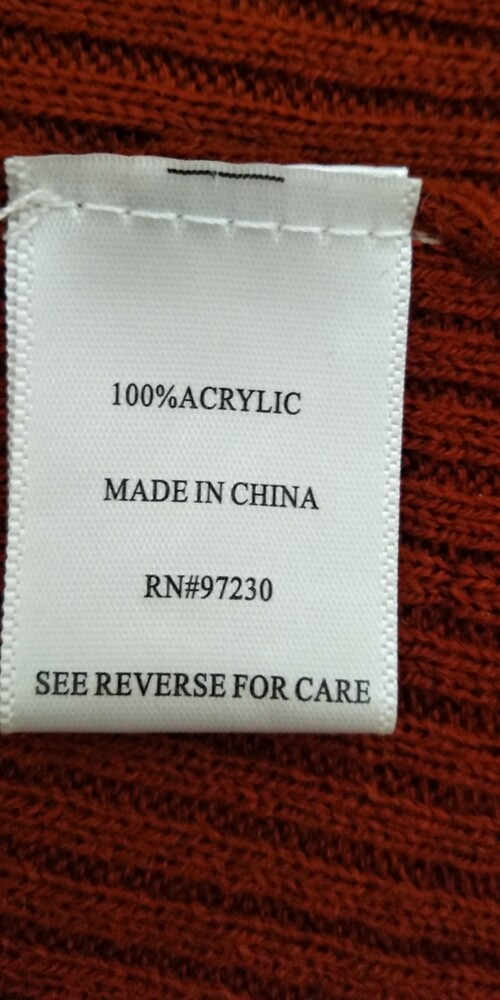 100%ACRYLIC
MADE IN CHINA
RN#97230
SEE REVERSE FOR CARE